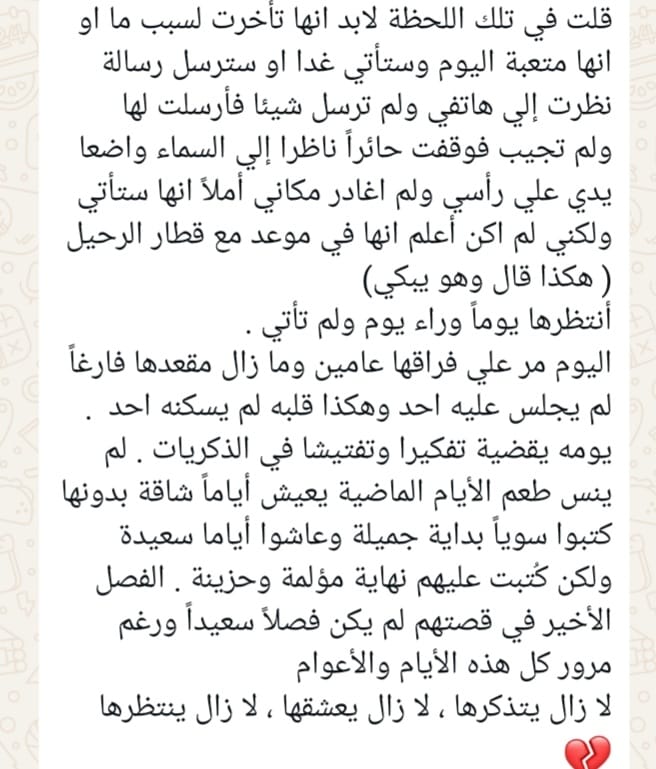 قلت في تلك اللحظة لابد انها تأخرت لسبب ما او
انها متعبة اليوم وستأتي غدا او سترسل رسالة
نظرت إلي هاتفي ولم ترسل شيئا فأرسلت لها
ولم تجيب فوقفت حائراً ناظرا إلي السماء واضعا
يدي علي رأسي ولم اغادر مكاني أملاً انها ستأتي
ولكني لم اكن أعلم انها في موعد مع قطار الرحيل
( هكذا قال وهو يبكي)
أنتظرها يوماً وراء يوم ولم تأتي .
اليوم مر علي فراقها عامين وما زال مقعدها فارغاً
لم يجلس عليه احد وهكذا قلبه لم يسكنه احد .
يومه يقضية تفكيرا وتفتيشا في الذكريات . لم
ينس طعم الأيام الماضية يعيش أياماً شاقة بدونها
كتبوا سوياً بداية جميلة وعاشوا أياما سعيدة
ولكن كُتبت عليهم نهاية مؤلمة وحزينة . الفصل
الأخير في قصتهم لم يكن فصلاً سعيداً ورغم
مرور كل هذه الأيام والأعوام
لا زال يتذكرها ، لا زال يعشقها ، لا زال ينتظرها
💔